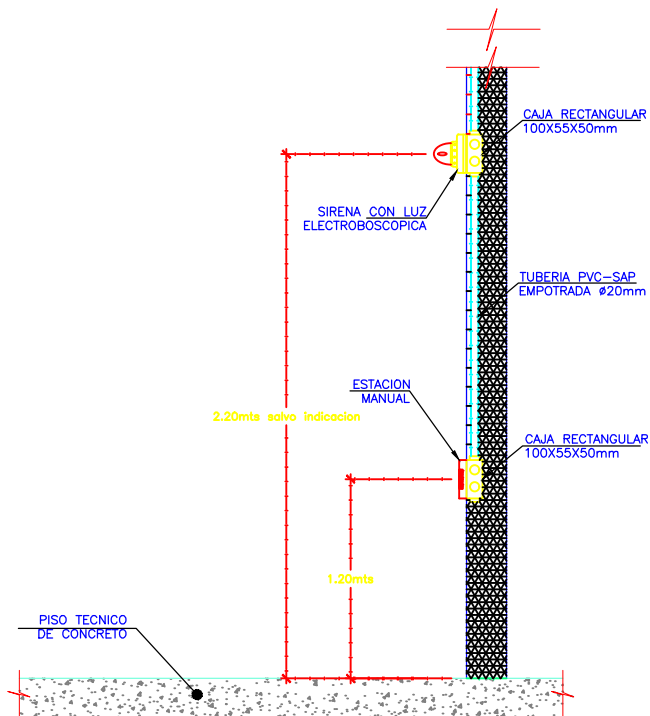 CAJA RECTANGULAR
100X55X50mm
SIRENA CON LUZ
ELECTROBOSCOPICA
TUBERIA PVC-SAP
EMPOTRADA Ø20mm
ESTACION
MANUAL
2.20mts salvo indicacion
CAJA RECTANGULAR
100X55X50mm
1.20mts
PISO TECNICO
DE CONCRETO